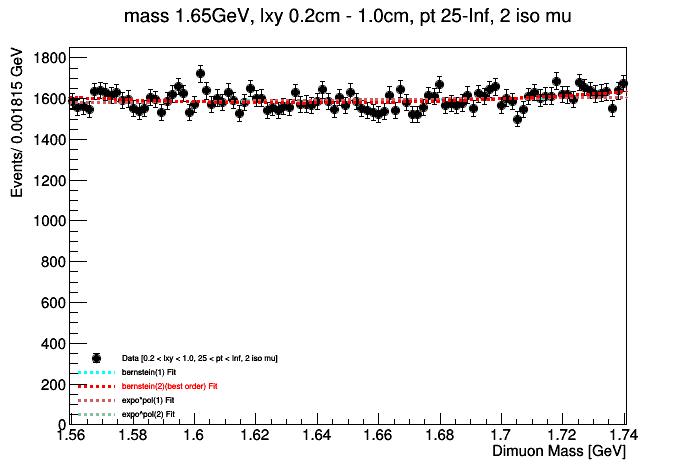 mass 1.65GeV, lxy 0.2cm - 1.0cm, pt 25-Inf, 2 iso mu
Events/ 0.001815 GeV
1800
1600
1400
1200
1000
800
600
400
200
0
Data [0.2 < lxy < 1.0, 25 < pt < Inf, 2 iso mu]
bernstein(1) Fit
bernstein(2)(best order) Fit
expo*pol(1) Fit
expo*pol(2) Fit
1.56 1.58 1.6 1.62 1.64 1.66 1.68 1.7 1.72 1.74
Dimuon Mass [GeV]